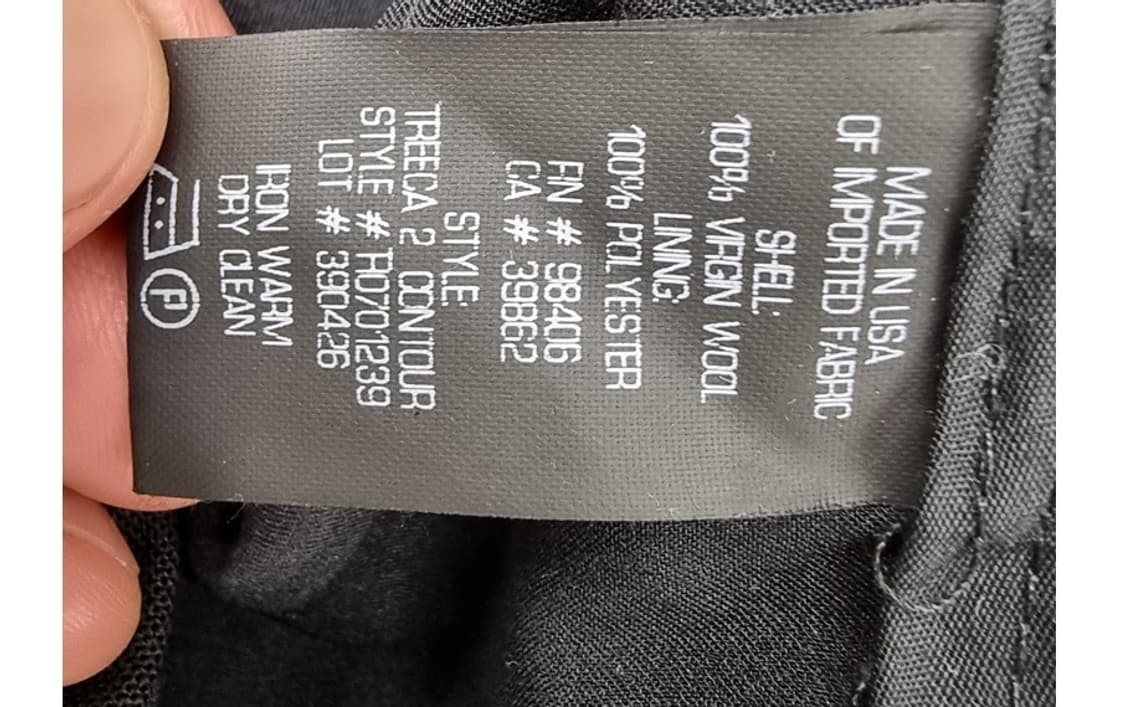 MADE IN USA
OF IMPORTED FABRIC
SHELL:
100% VIRGIN WOOL
LINING:
100% POLYESTER
RN # 98406
CA # 39862
STYLE:
TREECA 2 CONTOUR
STYLE # A0701239
LOT # 390426
IRON WARM
DRY CLEAN
P